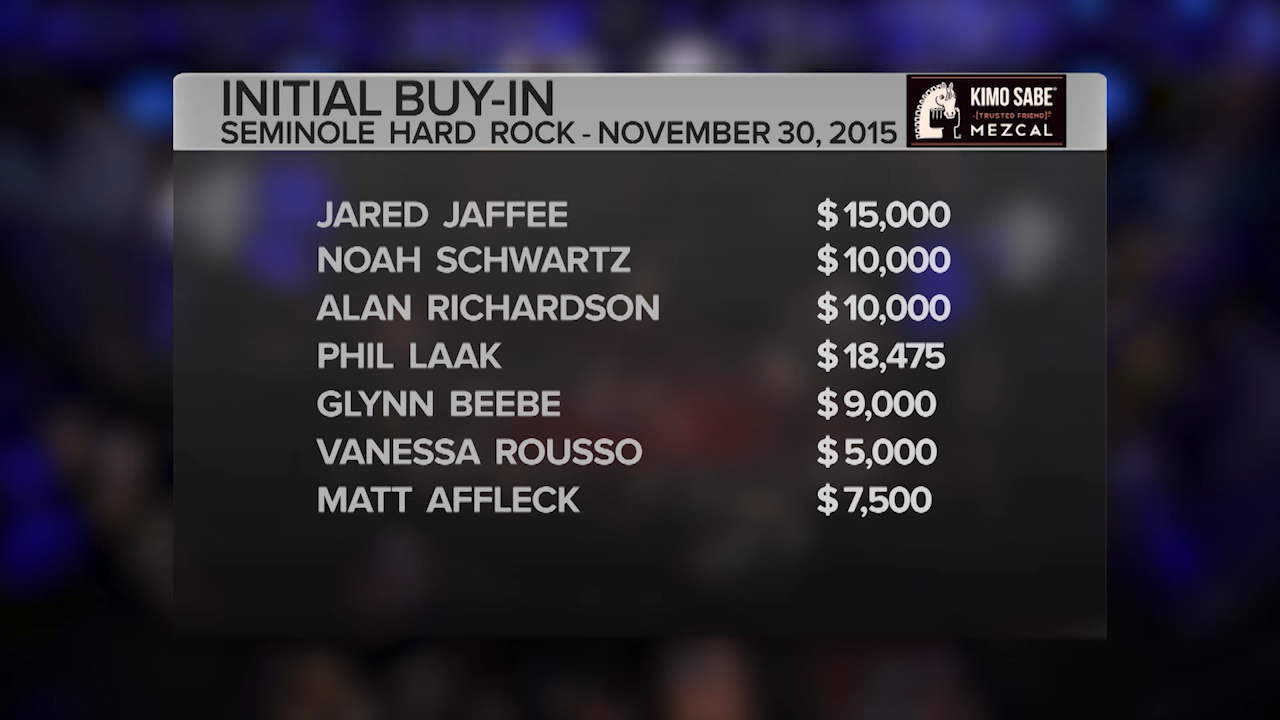 INITIAL BUY-IN
SEMINOLE HARD ROCK - NOVEMBER 30, 2015
KIMO SABE®
-[TRUSTED FRIEND]®
MEZCAL
JARED JAFFEE $15,000
NOAH SCHWARTZ $10,000
ALAN RICHARDSON $10,000
PHIL LAAK $18,475
GLYNN BEEBE $9,000
VANESSA ROUSSO $5,000
MATT AFFLECK $7,500